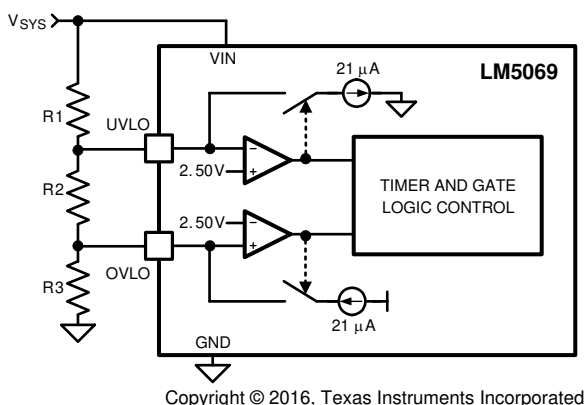 VSYS
VIN
21 μA
LM5069
R1
UVLO
2.50V
R2
TIMER AND GATE
LOGIC CONTROL
2.50V
R3
OVLO
21 μA
GND
Copyright © 2016, Texas Instruments Incorporated